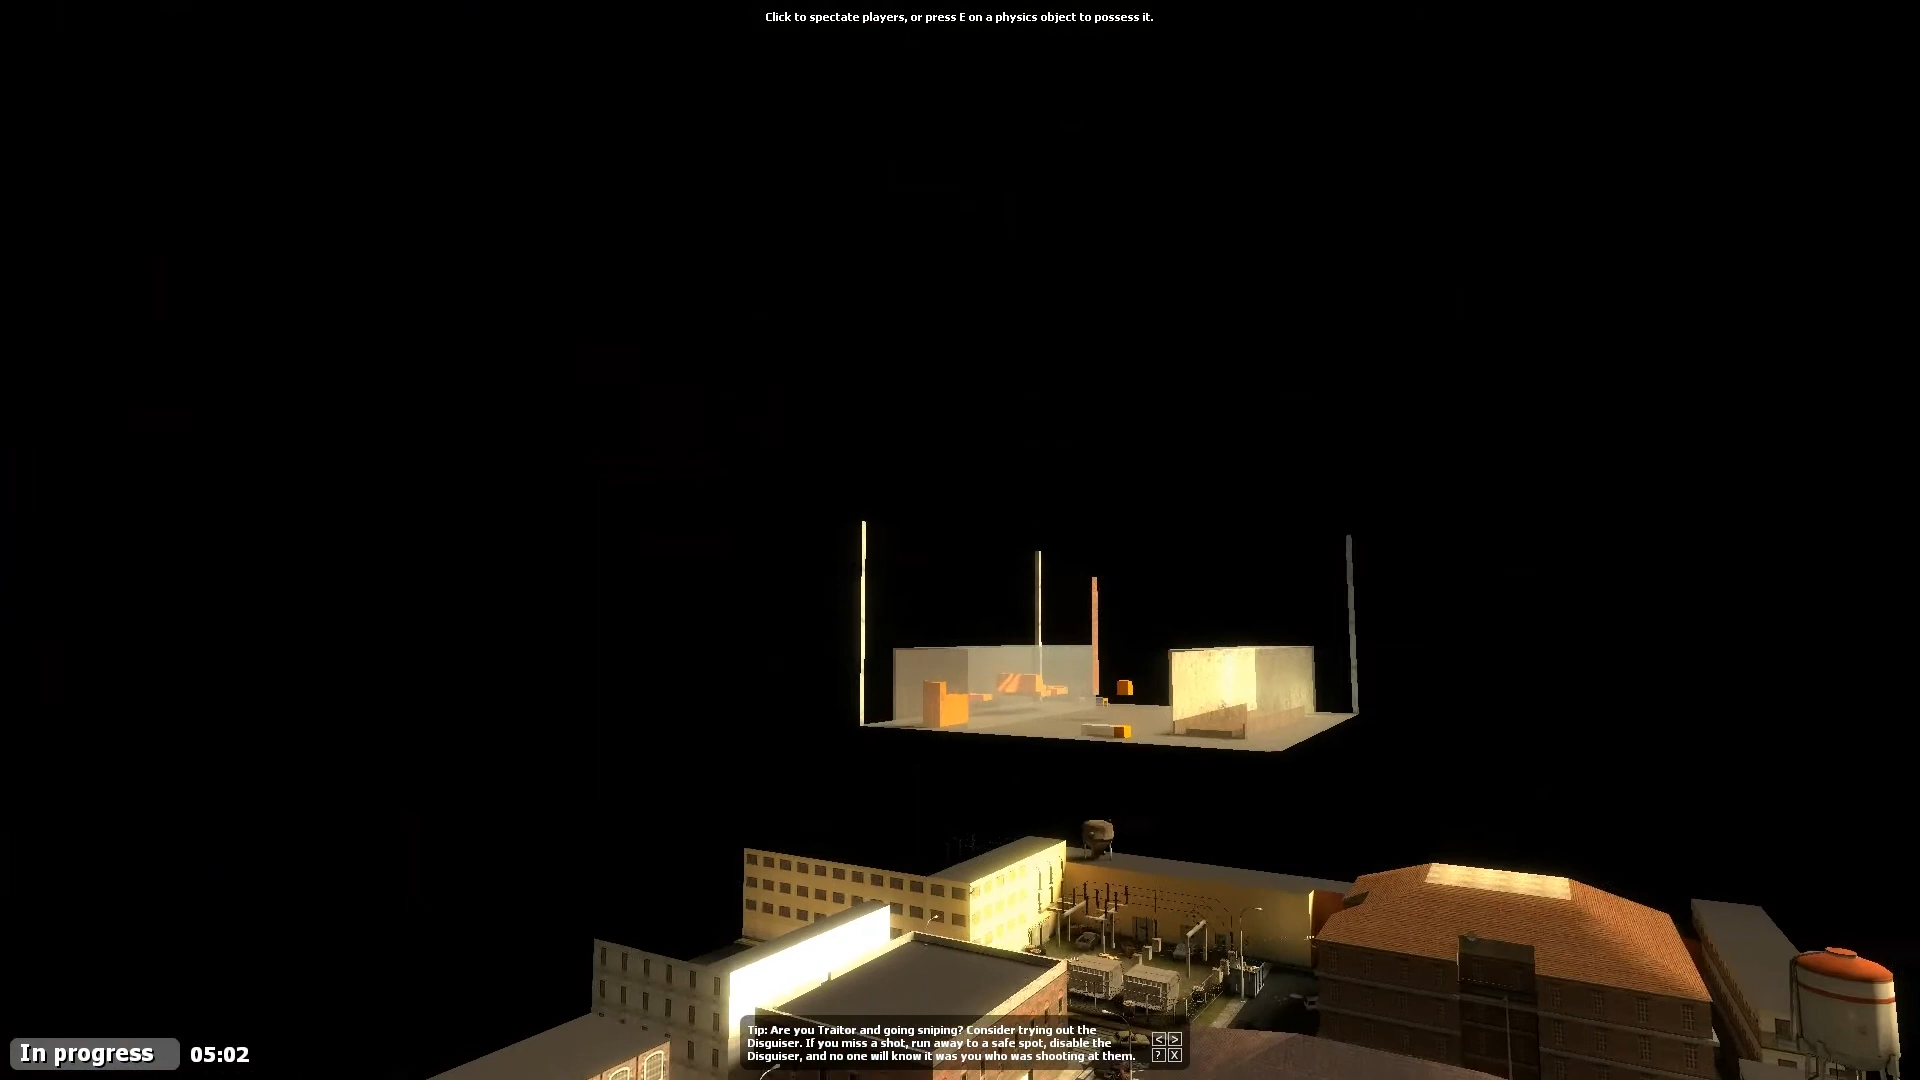 Click to spectate players, or press E on a physics object to possess it.
Tip: Are you Traitor and going sniping? Consider trying out the
Disguiser. If you miss a shot, run away to a safe spot, disable the
Disguiser, and no one will know it was you who was shooting at them.
< >
? X
In progress 05:02